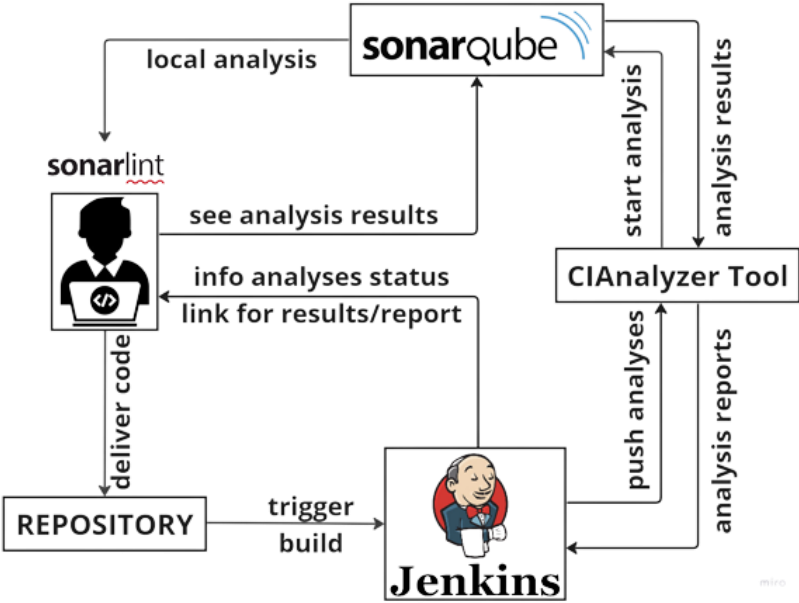 sonarqube
local analysis
sonarlint
see analysis results
info analyses status
link for results/report
start analysis
analysis results
CIAnalyzer Tool
</>
deliver code
push analyses
analysis reports
REPOSITORY
trigger
build
Jenkins
miro